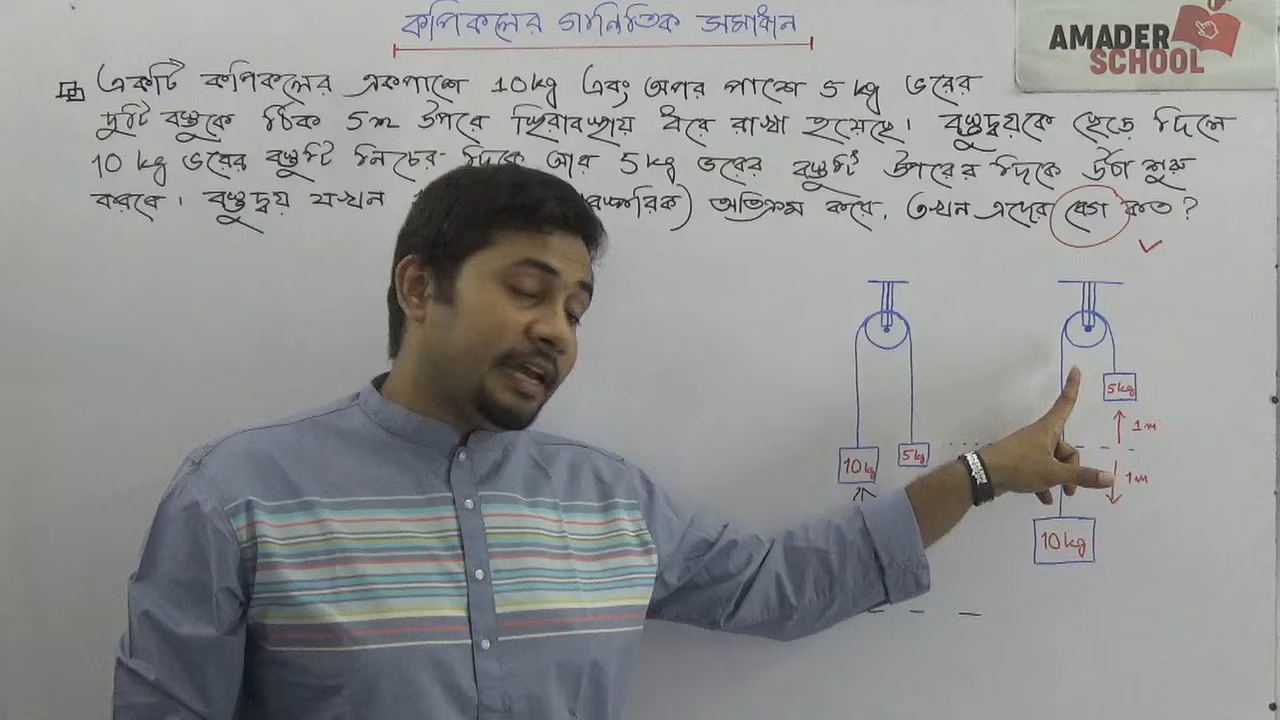 কপিকলের গানিতিক সমাধান
AMADER
SCHOOL
একটি কপিকলের একপাশে 10kg এবং অপর পাশে 5 kg ভরের
দুটি বস্তুকে ঠিক 5m উপরে স্থিরাবস্থায় ধরে রাখা হয়েছে। বস্তুদ্বয়কে ছেড়ে দিলে
10 kg ভরের বস্তুটি নিচের দিকে আর 5kg ভরের বস্তুটি উপরের দিকে উঠা শুরু
করবে। বস্তুদ্বয় যখন অতিক্রম করে, তখন এদের বেগ কত?
10kg
5kg
5kg
1m
1m
10kg